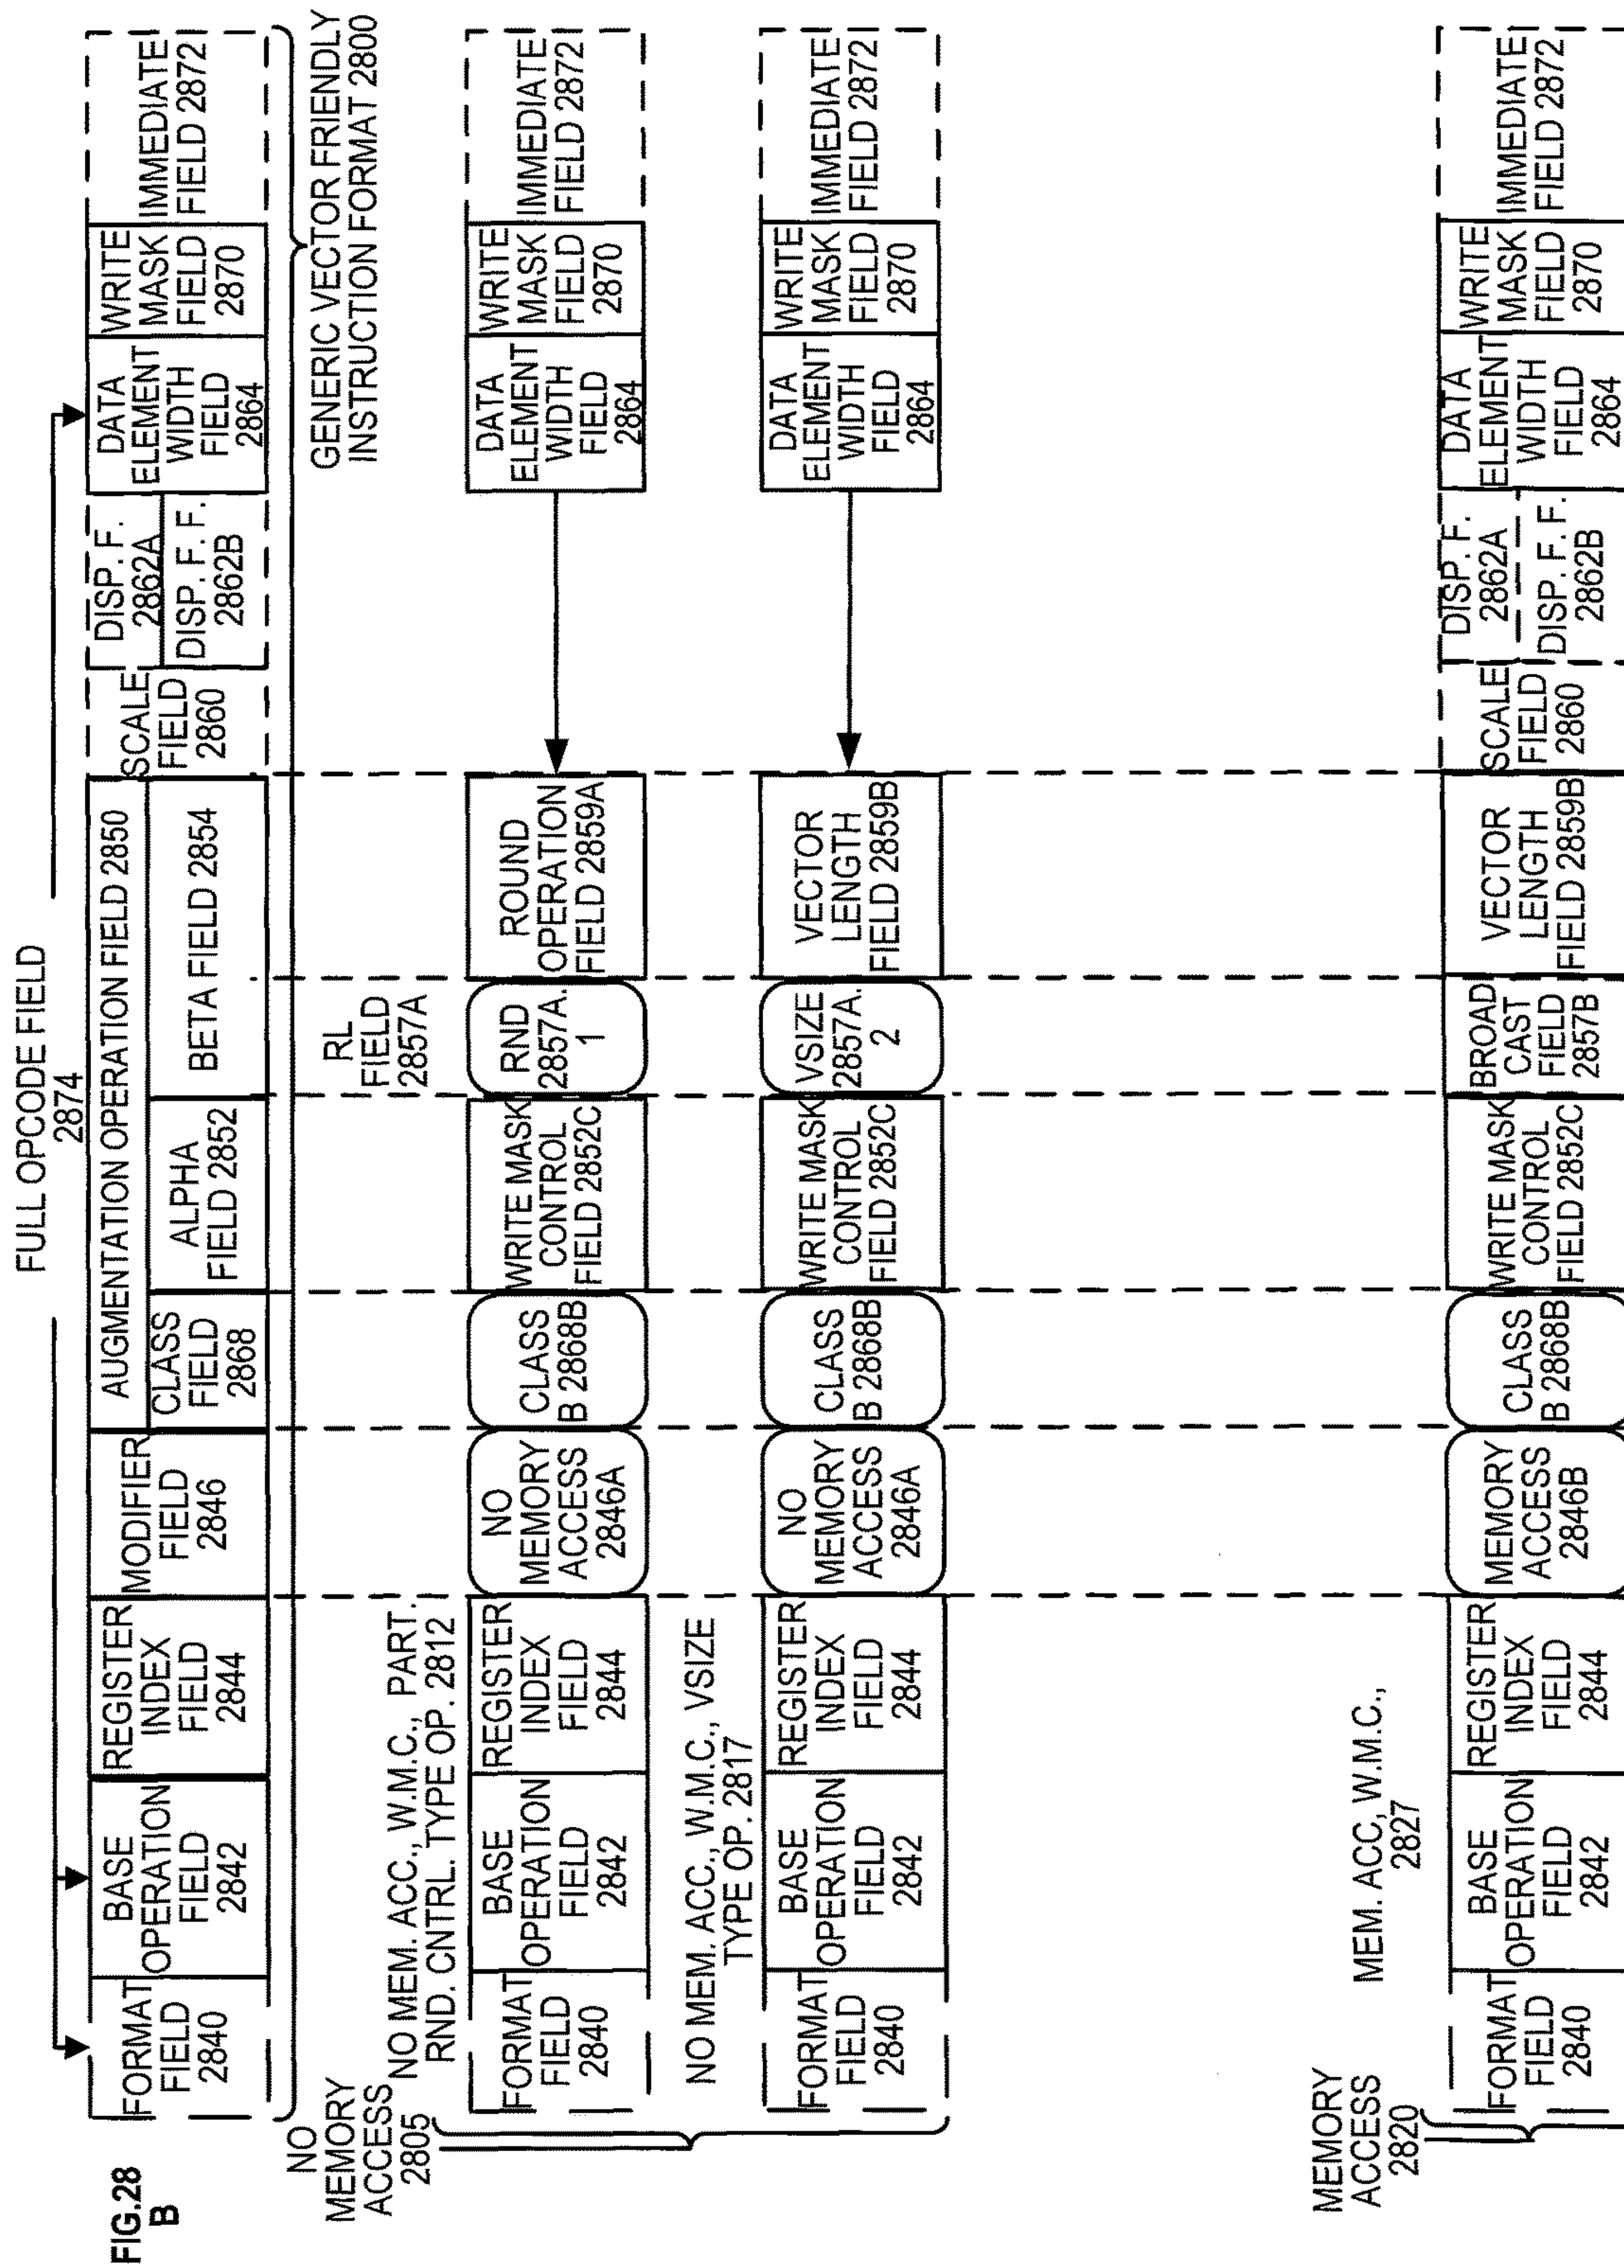 FIG.28
B
FULL OPCODE FIELD
2874
FORMAT
FIELD
2840
BASE
OPERATION
FIELD
2842
REGISTER
INDEX
FIELD
2844
MODIFIER
FIELD
2846
AUGMENTATION OPERATION FIELD 2850
CLASS
FIELD
2868
ALPHA
FIELD 2852
BETA FIELD 2854
SCALE
FIELD
2860
DISP. F.
2862A
DISP. F. F.
2862B
DATA
ELEMENT
WIDTH
FIELD
2864
WRITE
MASK
FIELD
2870
IMMEDIATE
FIELD 2872
GENERIC VECTOR FRIENDLY
INSTRUCTION FORMAT 2800
NO
MEMORY
ACCESS
2805
NO MEM. ACC., W.M.C., PART.
RND. CNTRL. TYPE OP. 2812
RL
FIELD
2857A
FORMAT
FIELD
2840
BASE
OPERATION
FIELD
2842
REGISTER
INDEX
FIELD
2844
NO
MEMORY
ACCESS
2846A
CLASS
B 2868B
WRITE MASK
CONTROL
FIELD 2852C
RND
2857A.
1
ROUND
OPERATION
FIELD 2859A
DATA
ELEMENT
WIDTH
FIELD
2864
WRITE
MASK
FIELD
2870
IMMEDIATE
FIELD 2872
NO MEM. ACC., W.M.C., VSIZE
TYPE OP. 2817
FORMAT
FIELD
2840
BASE
OPERATION
FIELD
2842
REGISTER
INDEX
FIELD
2844
NO
MEMORY
ACCESS
2846A
CLASS
B 2868B
WRITE MASK
CONTROL
FIELD 2852C
VSIZE
2857A.
2
VECTOR
LENGTH
FIELD 2859B
DATA
ELEMENT
WIDTH
FIELD
2864
WRITE
MASK
FIELD
2870
IMMEDIATE
FIELD 2872
MEMORY
ACCESS
2820
MEM. ACC, W.M.C.,
2827
FORMAT
FIELD
2840
BASE
OPERATION
FIELD
2842
REGISTER
INDEX
FIELD
2844
MEMORY
ACCESS
2846B
CLASS
B 2868B
WRITE MASK
CONTROL
FIELD 2852C
BROAD
CAST
FIELD
2857B
VECTOR
LENGTH
FIELD 2859B
SCALE
FIELD
2860
DISP. F.
2862A
DISP. F. F.
2862B
DATA
ELEMENT
WIDTH
FIELD
2864
WRITE
MASK
FIELD
2870
IMMEDIATE
FIELD 2872